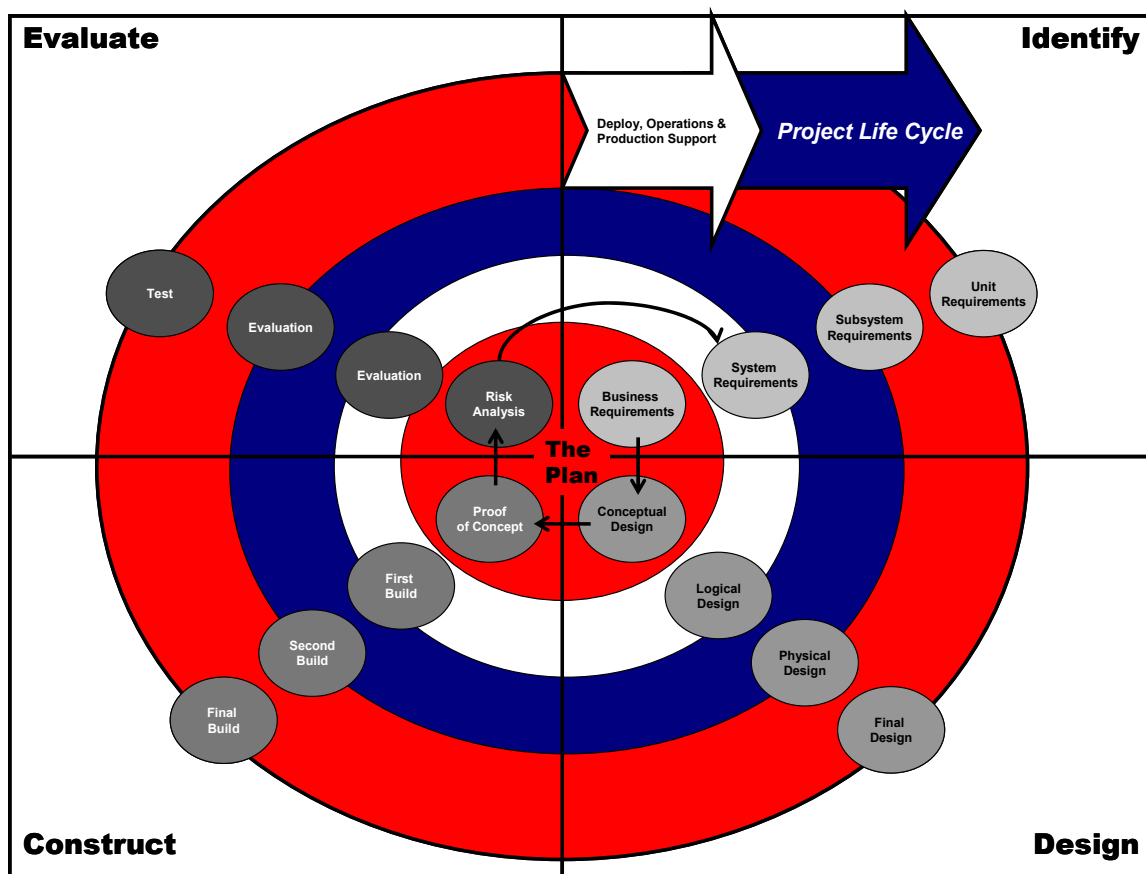 Evaluate
Identify
Deploy, Operations &
Production Support
Project Life Cycle
Test
Evaluation
Evaluation
Risk
Analysis
Business
Requirements
System
Requirements
Subsystem
Requirements
Unit
Requirements
The
Plan
Proof
of Concept
Conceptual
Design
First
Build
Second
Build
Final
Build
Logical
Design
Physical
Design
Final
Design
Construct
Design